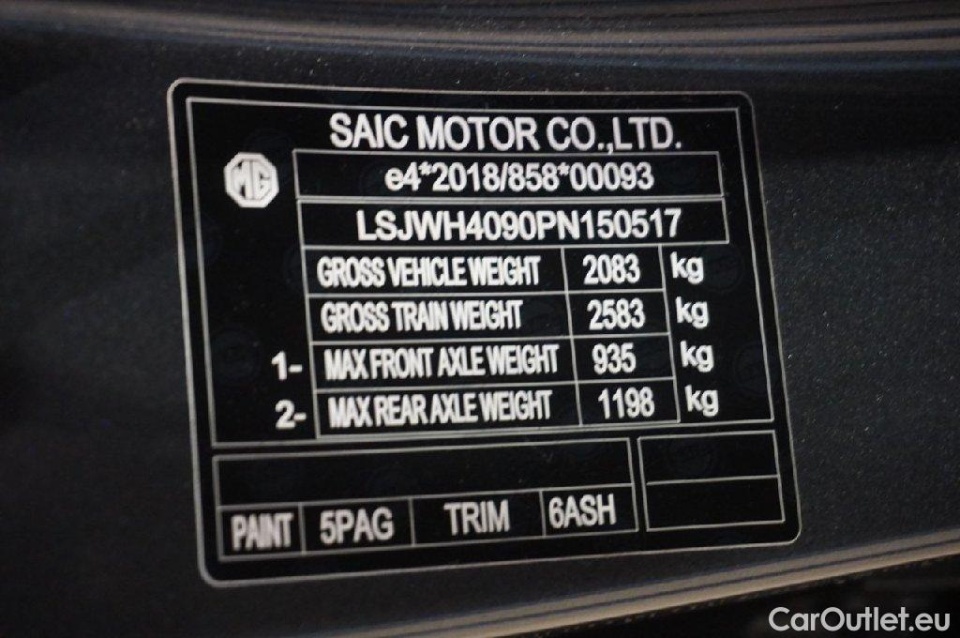 SAIC MOTOR CO.,LTD.
MG
e4*2018/858*00093
LSJWH4090PN150517
GROSS VEHICLE WEIGHT 2083 kg
GROSS TRAIN WEIGHT 2583 kg
1- MAX FRONT AXLE WEIGHT 935 kg
2- MAX REAR AXLE WEIGHT 1198 kg
PAINT 5PAG TRIM 6ASH
CarOutlet.eu